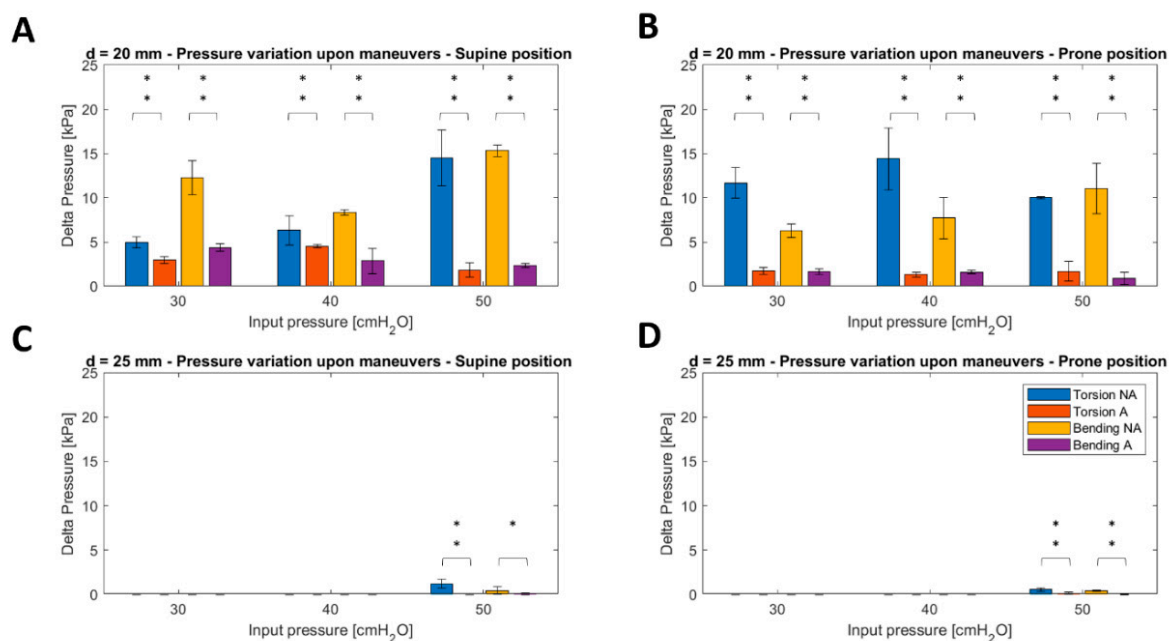 A
d = 20 mm - Pressure variation upon maneuvers - Supine position
25
20
15
10
5
0
Delta Pressure [kPa]
* * * * * *
* * * * * *
30 40 50
Input pressure [cmH₂O]
B
d = 20 mm - Pressure variation upon maneuvers - Prone position
25
20
15
10
5
0
Delta Pressure [kPa]
* * * * * *
* * * * * *
30 40 50
Input pressure [cmH₂O]
C
d = 25 mm - Pressure variation upon maneuvers - Supine position
25
20
15
10
5
0
Delta Pressure [kPa]
* *
*
30 40 50
Input pressure [cmH₂O]
D
d = 25 mm - Pressure variation upon maneuvers - Prone position
25
20
15
10
5
0
Delta Pressure [kPa]
Torsion NA
Torsion A
Bending NA
Bending A
* *
* *
30 40 50
Input pressure [cmH₂O]